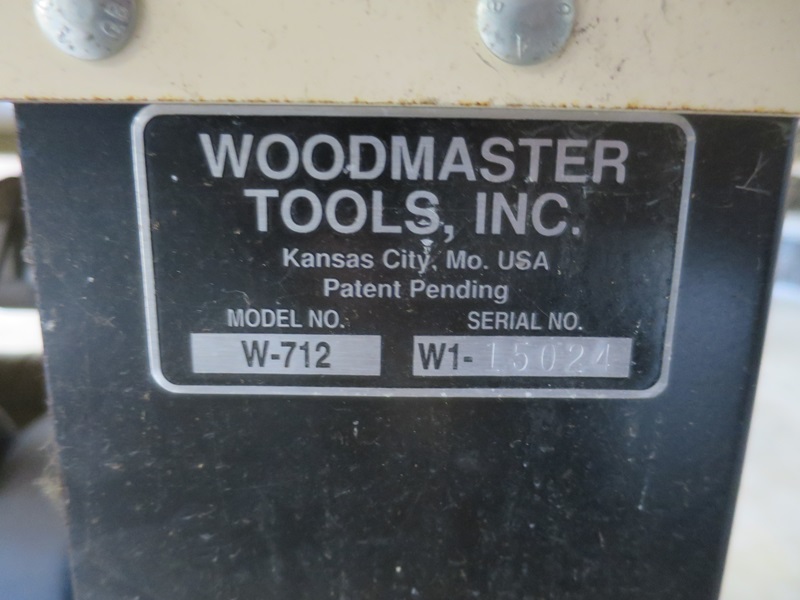 WOODMASTER
TOOLS, INC.
Kansas City, Mo. USA
Patent Pending
MODEL NO. SERIAL NO.
W-712 W1-15024